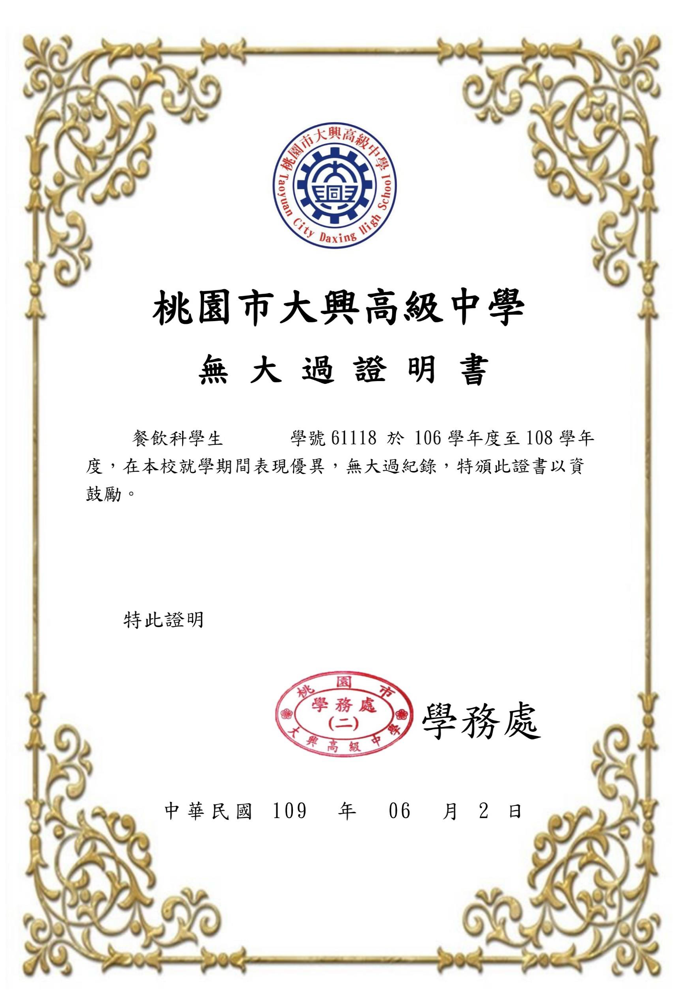 桃園市大興高級中學
Taoyuan City Daxing High School
桃園市大興高級中學
無大過證明書
餐飲科學生 學號 61118 於 106 學年度至 108 學年
度，在本校就學期間表現優異，無大過紀錄，特頒此證書以資
鼓勵。
特此證明
桃園市
學務處
(二)
大興高級中學
學務處
中華民國 109 年 06 月 2 日